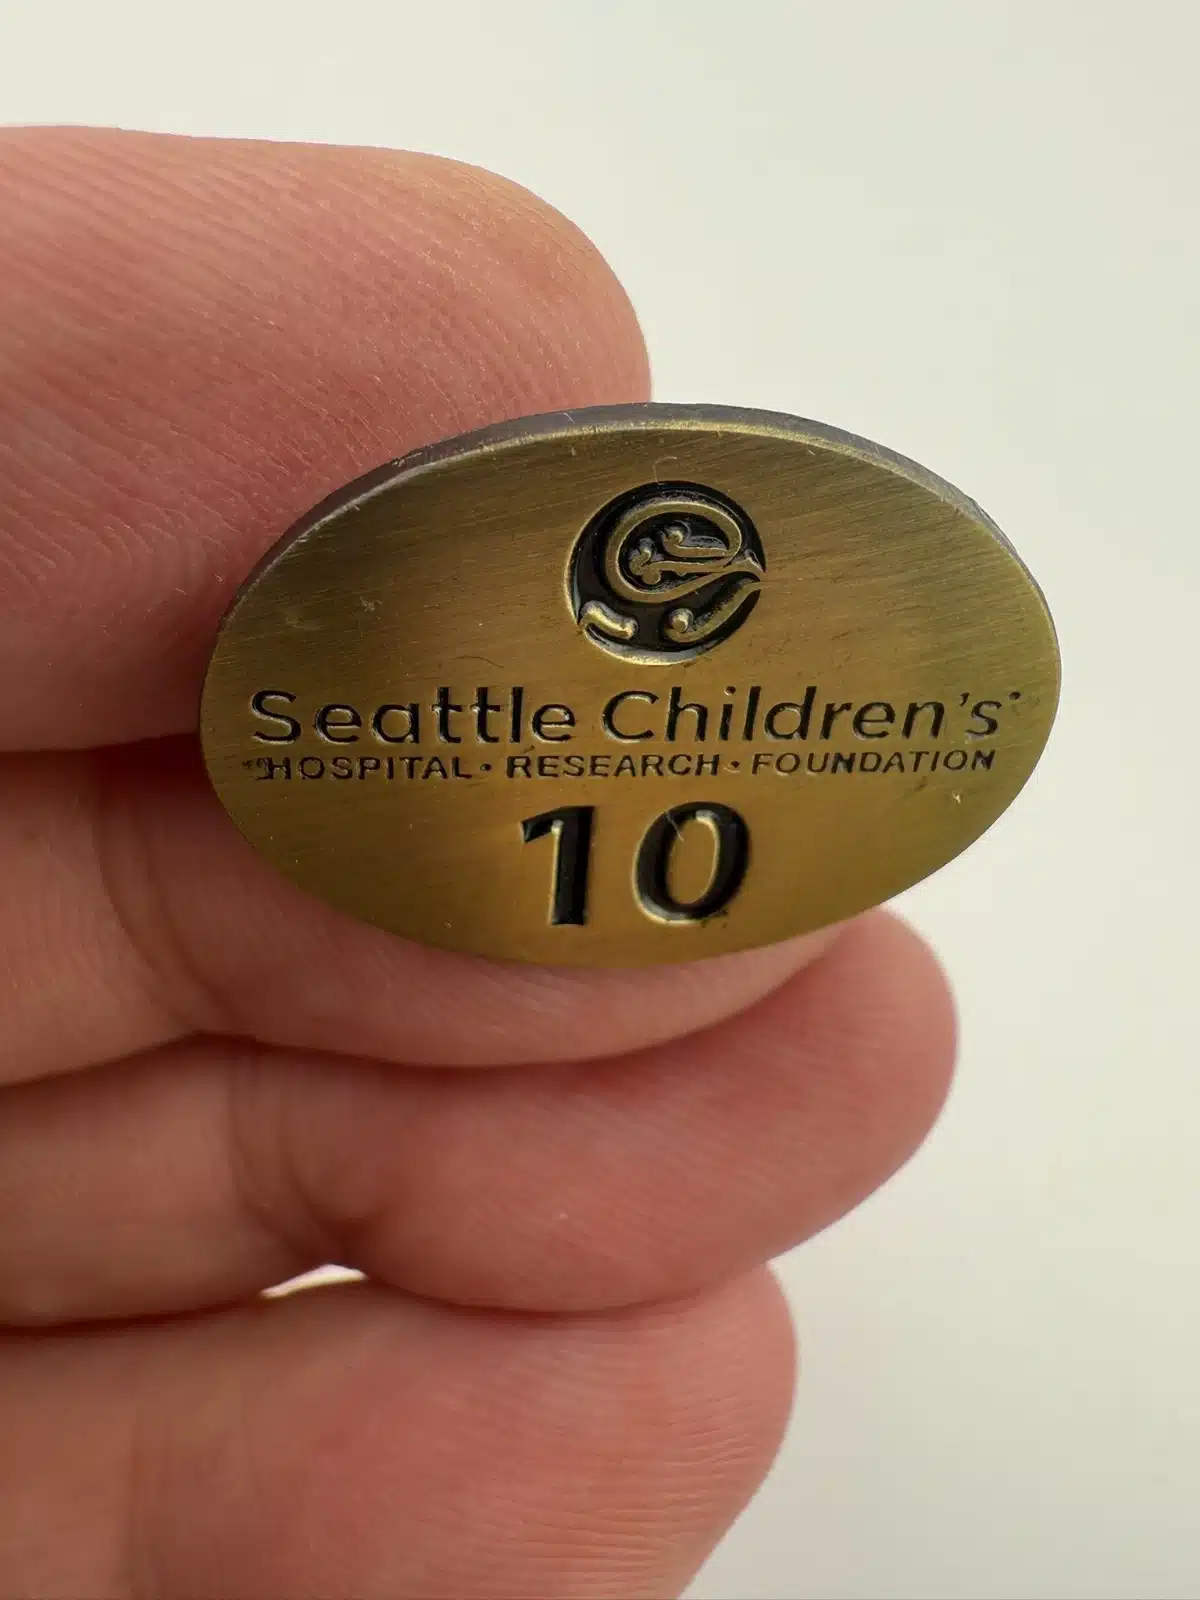 Seattle Children's
HOSPITAL • RESEARCH • FOUNDATION
10